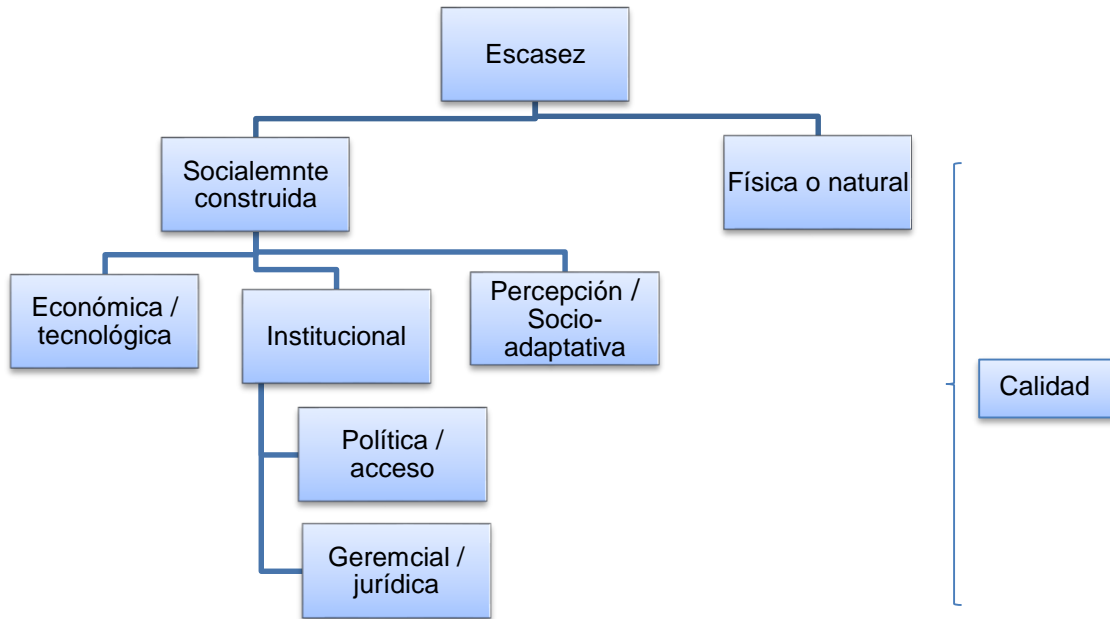 Escasez
Socialemnte
construida
Física o natural
Económica /
tecnológica
Institucional
Percepción /
Socio-
adaptativa
Calidad
Política /
acceso
Geremcial /
jurídica